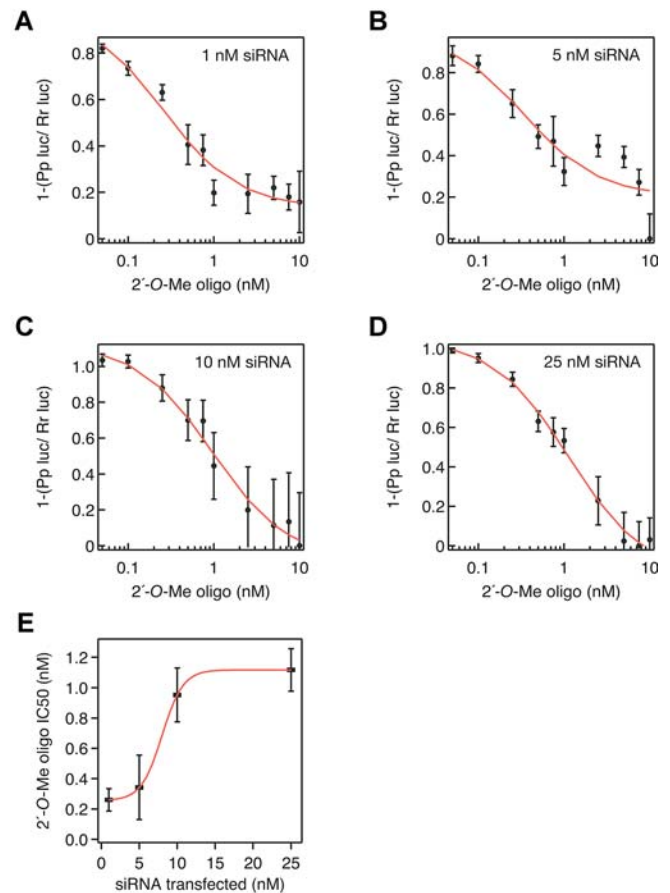 A
1-(Pp luc/ Rr luc)
0.8
0.6
0.4
0.2
0
1 nM siRNA
0.1 1 10
2´-O-Me oligo (nM)
B
1-(Pp luc/ Rr luc)
0.8
0.6
0.4
0.2
0
5 nM siRNA
0.1 1 10
2´-O-Me oligo (nM)
C
1-(Pp luc/ Rr luc)
1.0
0.8
0.6
0.4
0.2
0
10 nM siRNA
0.1 1 10
2´-O-Me oligo (nM)
D
1-(Pp luc/ Rr luc)
1.0
0.8
0.6
0.4
0.2
0
25 nM siRNA
0.1 1 10
2´-O-Me oligo (nM)
E
2´-O-Me oligo IC50 (nM)
1.2
1.0
0.8
0.6
0.4
0.2
0.0
0 5 10 15 20 25
siRNA transfected (nM)